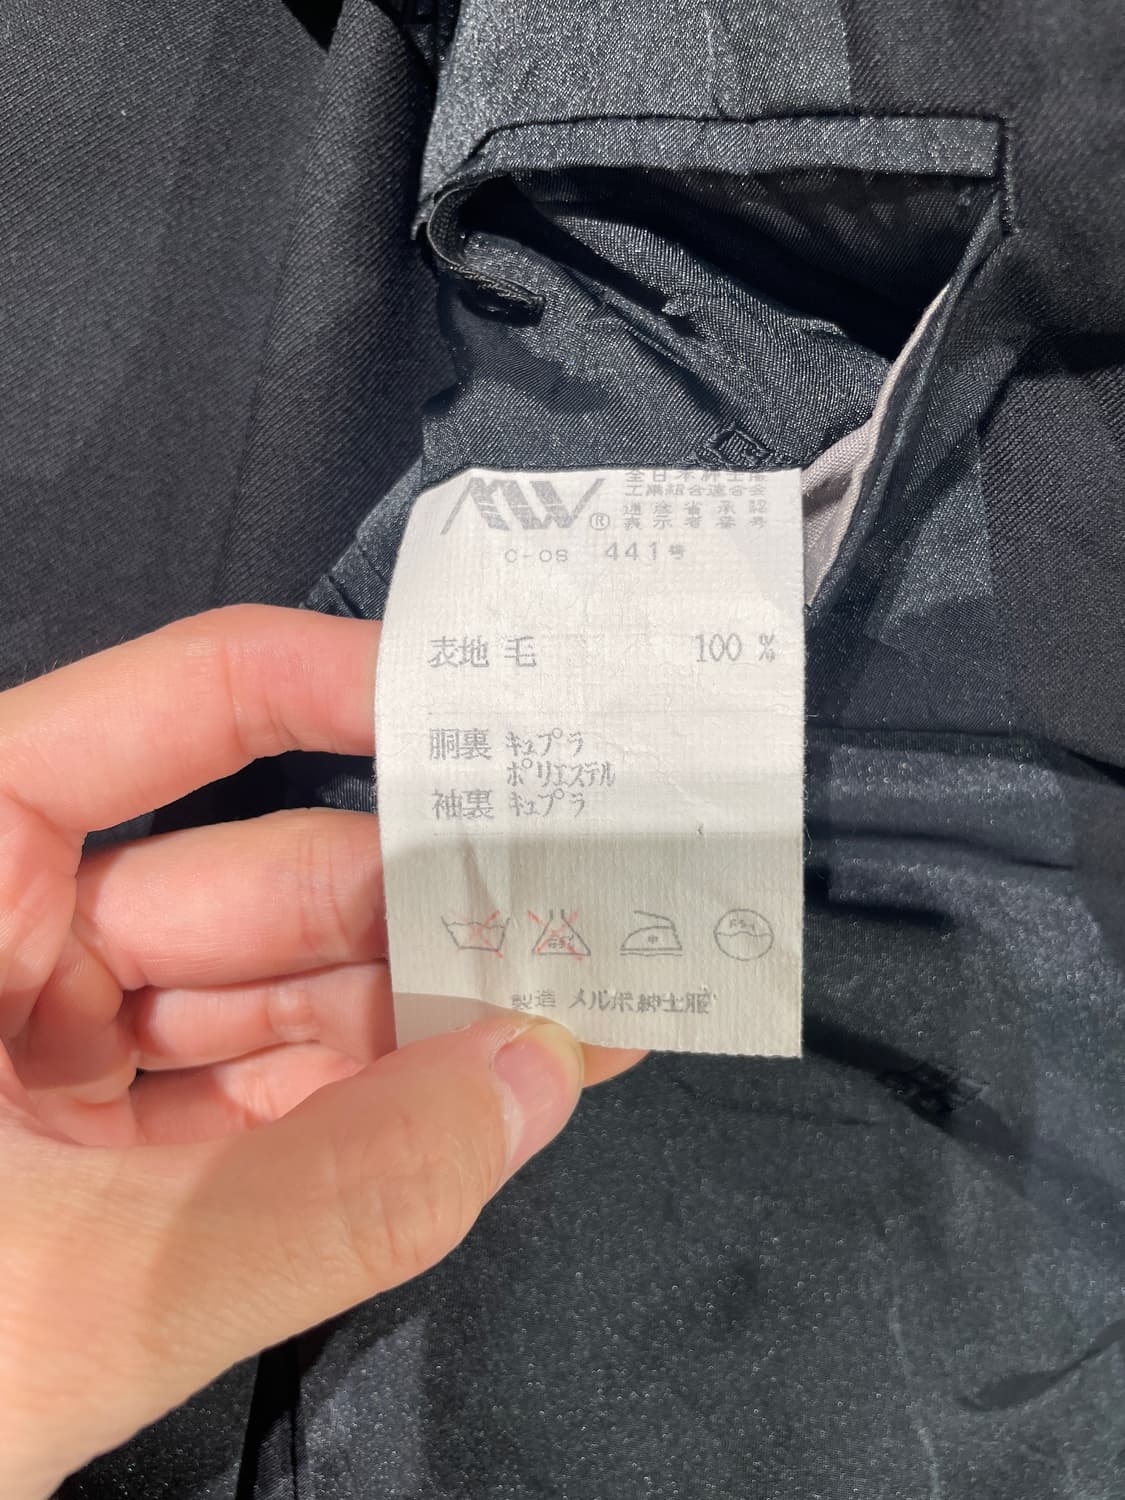 MW®
全日本紳士服
工業組合連合会
通産省承認
表示者番号
C-OS 441号
表地 毛 100 %
胴裏 キュプラ
ポリエステル
袖裏 キュプラ
中
製造 メルボ紳士服